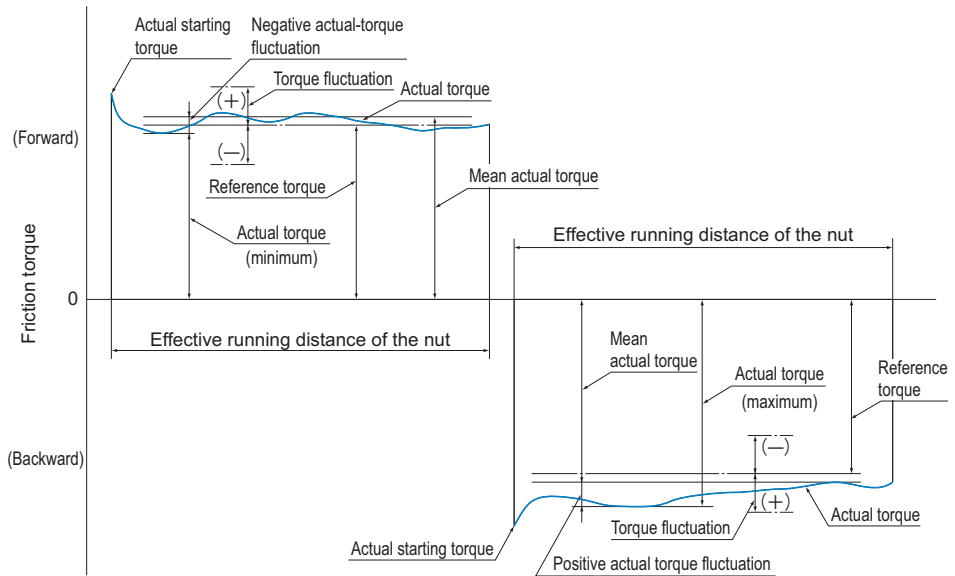 Actual starting
torque
Negative actual-torque
fluctuation
Torque fluctuation
(+)
Actual torque
(Forward)
(—)
Reference torque
Mean actual torque
Actual torque
(minimum)
Effective running distance of the nut
Friction torque
0
Effective running distance of the nut
Mean
actual torque
Actual torque
(maximum)
Reference
torque
(Backward)
(—)
(+)
Actual torque
Torque fluctuation
Actual starting torque
Positive actual torque fluctuation